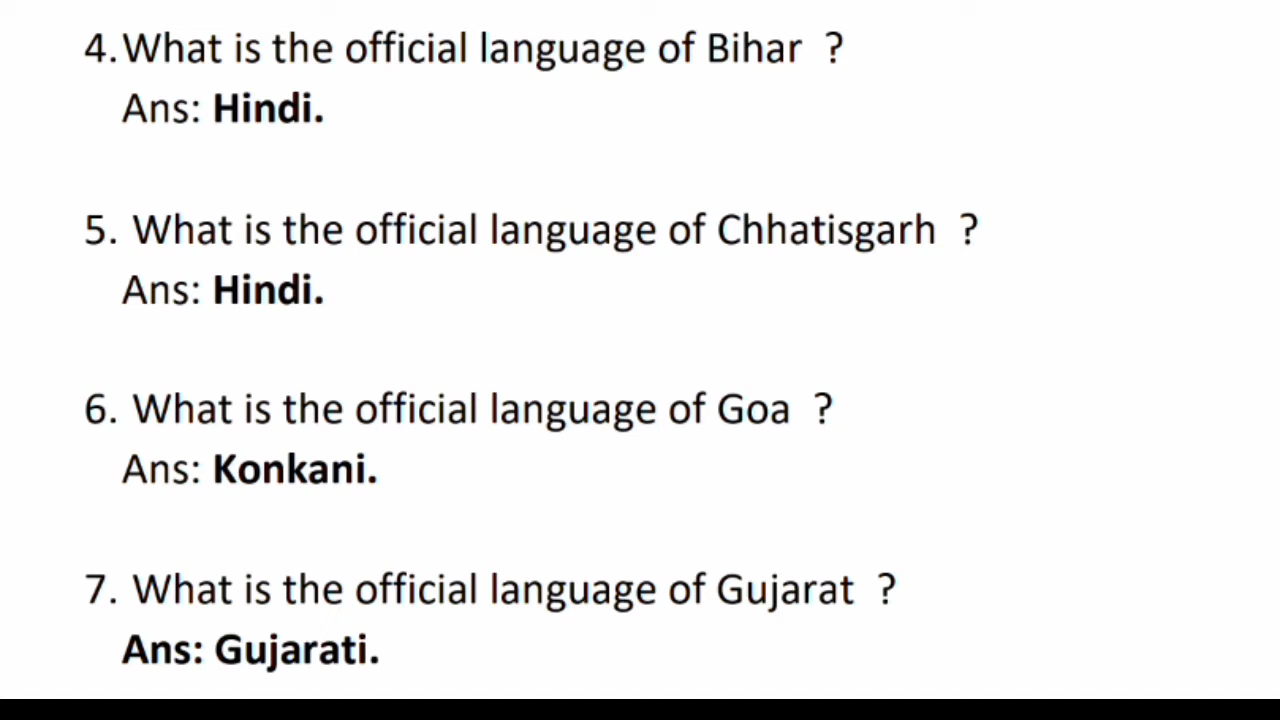 4.What is the official language of Bihar ?
Ans: Hindi.
5. What is the official language of Chhatisgarh ?
Ans: Hindi.
6. What is the official language of Goa ?
Ans: Konkani.
7. What is the official language of Gujarat ?
Ans: Gujarati.